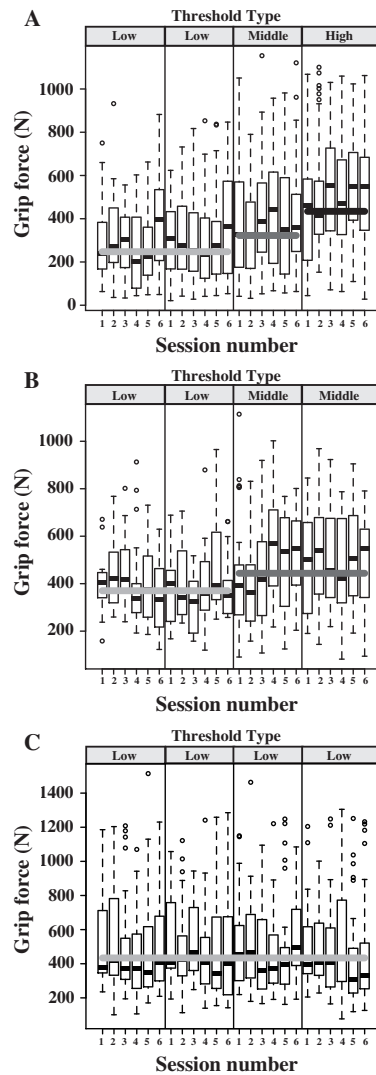 A
Threshold Type
Low Low Middle High
Grip force (N)
1000
800
600
400
200
0
1 2 3 4 5 6 1 2 3 4 5 6 1 2 3 4 5 6 1 2 3 4 5 6
Session number
B
Threshold Type
Low Low Middle Middle
Grip force (N)
1000
800
600
400
200
1 2 3 4 5 6 1 2 3 4 5 6 1 2 3 4 5 6 1 2 3 4 5 6
Session number
C
Threshold Type
Low Low Low Low
Grip force (N)
1400
1200
1000
800
600
400
200
1 2 3 4 5 6 1 2 3 4 5 6 1 2 3 4 5 6 1 2 3 4 5 6
Session number